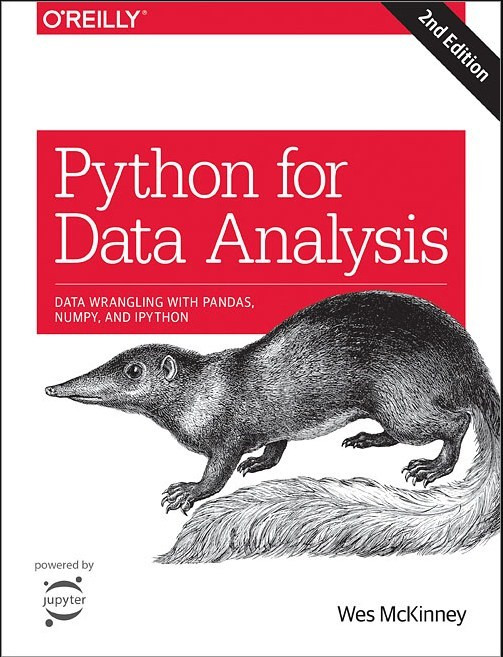 O'REILLY®
2nd Edition
Python for
Data Analysis
DATA WRANGLING WITH PANDAS,
NUMPY, AND IPYTHON
powered by
jupyter
Wes McKinney